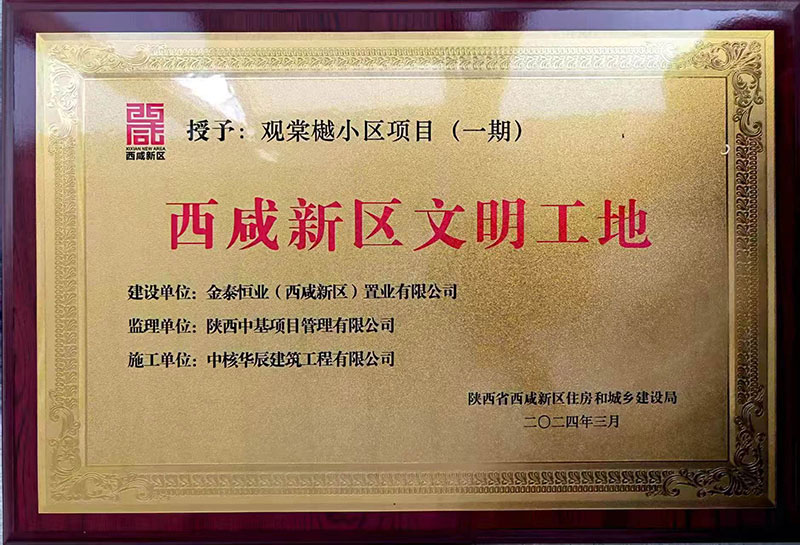 西咸
XIXIAN NEW AREA
西咸新区
授予：观棠樾小区项目（一期）
西咸新区文明工地
建设单位：金泰恒业（西咸新区）置业有限公司
监理单位：陕西中基项目管理有限公司
施工单位：中核华辰建筑工程有限公司
陕西省西咸新区住房和城乡建设局
二〇二四年三月